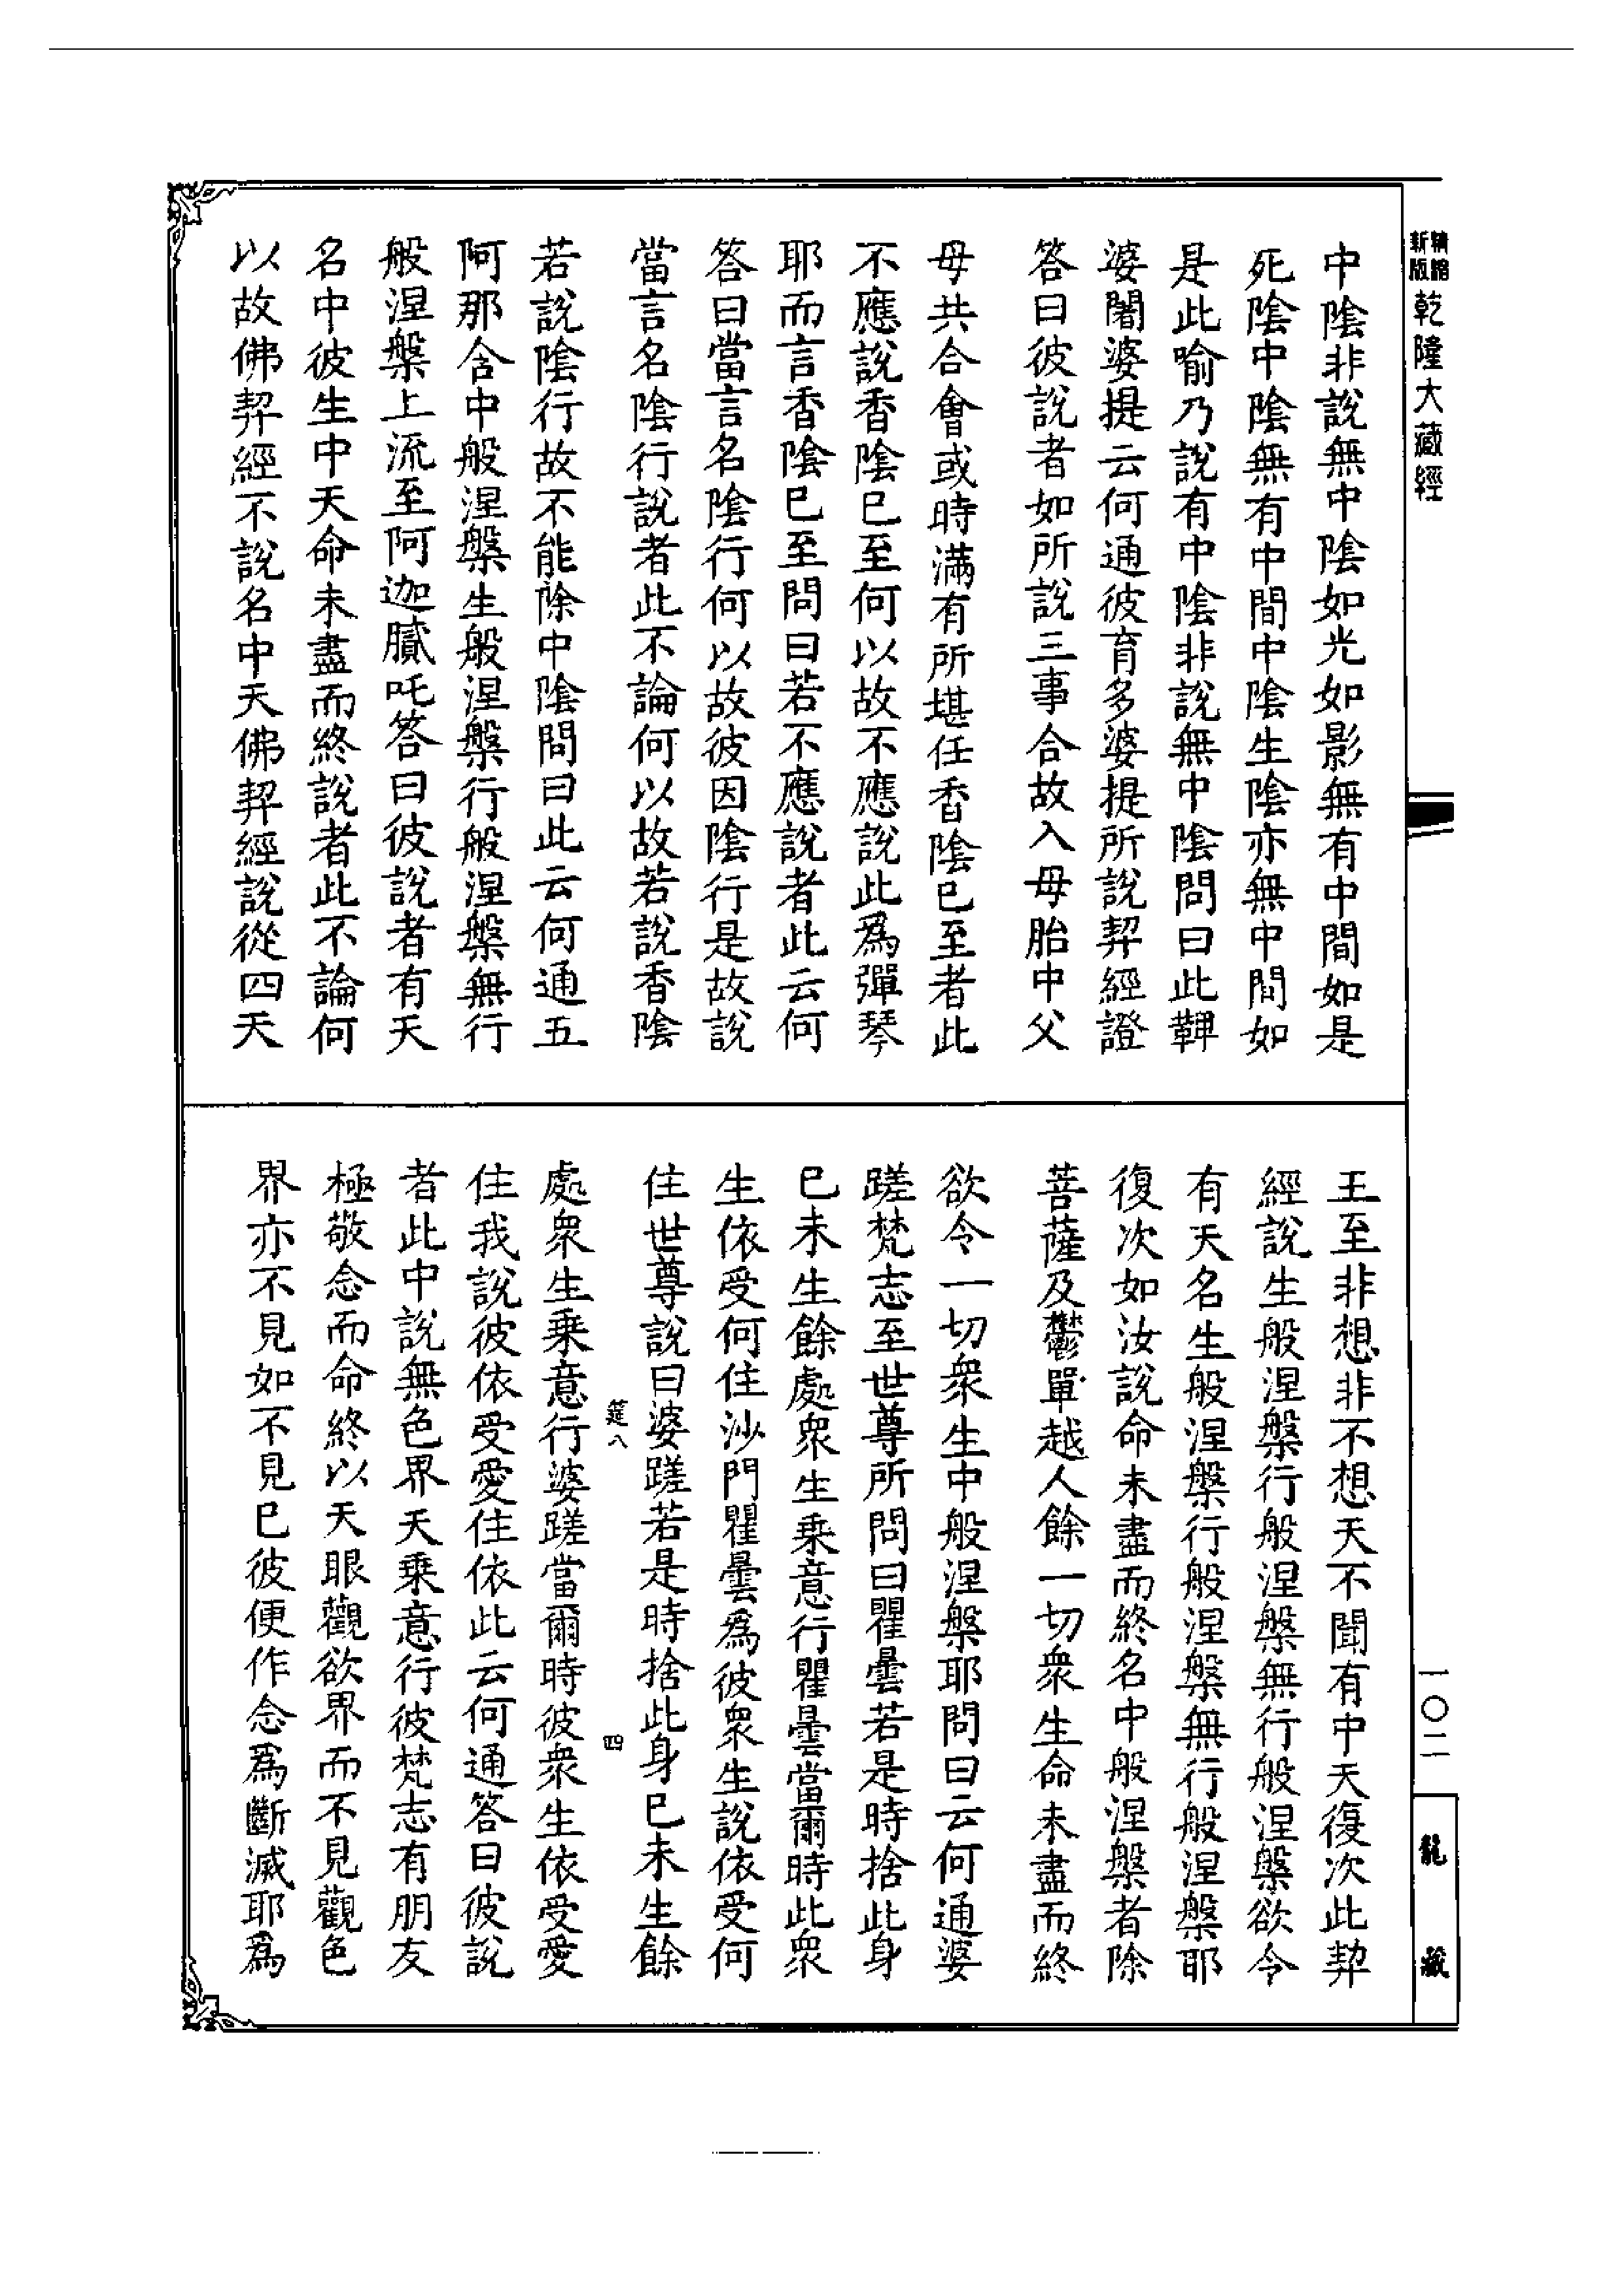 新版精縮乾隆大藏經
中陰非說無中陰如光如影無有中間如是
死陰中陰無有中間中陰生陰亦無中間如
是此喻乃說有中陰非說無中陰問曰此鞞
婆闍婆提云何通彼育多婆提所說契經證
答曰彼說者如所說三事合故入母胎中父
母共合會或時滿有所堪任香陰已至者此
不應說香陰已至何以故不應說此為彈琴
耶而言香陰已至問曰若不應說者此云何
答曰當言名陰行何以故彼因陰行是故說
當言名陰行說者此不論何以故若說香陰
若說陰行故不能除中陰問曰此云何通五
阿那含中般涅槃生般涅槃行般涅槃無行
般涅槃上流至阿迦膩吒答曰彼說者有天
名中彼生中天命未盡而終說者此不論何
以故佛契經不說名中天佛契經說從四天
王至非想非不想天不聞有中天復次此契
經說生般涅槃行般涅槃無行般涅槃欲令
有天名生般涅槃行般涅槃無行般涅槃耶
復次如汝說命未盡而終名中般涅槃者除
菩薩及鬱單越人餘一切衆生命未盡而終
欲令一切衆生中般涅槃耶問曰云何通婆
蹉梵志至世尊所問曰瞿曇若是時捨此身
已未生餘處衆生乘意行瞿曇當爾時此衆
生依受何住沙門瞿曇為彼衆生說依受何
住世尊說曰婆蹉若是時捨此身已未生餘
處衆生乘意行婆蹉當爾時彼衆生依受愛
住我說彼依受愛住依此云何通答曰彼說
者此中說無色界天乘意行彼梵志有朋友
極敬念而命終以天眼觀欲界而不見觀色
界亦不見如不見已彼便作念為斷滅耶為
筵八
四
一〇二
龍藏